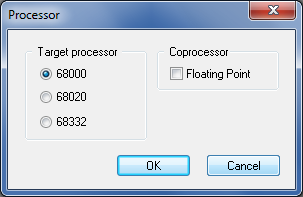 Processor
Target processor
68000
68020
68332
Coprocessor
Floating Point
OK
Cancel